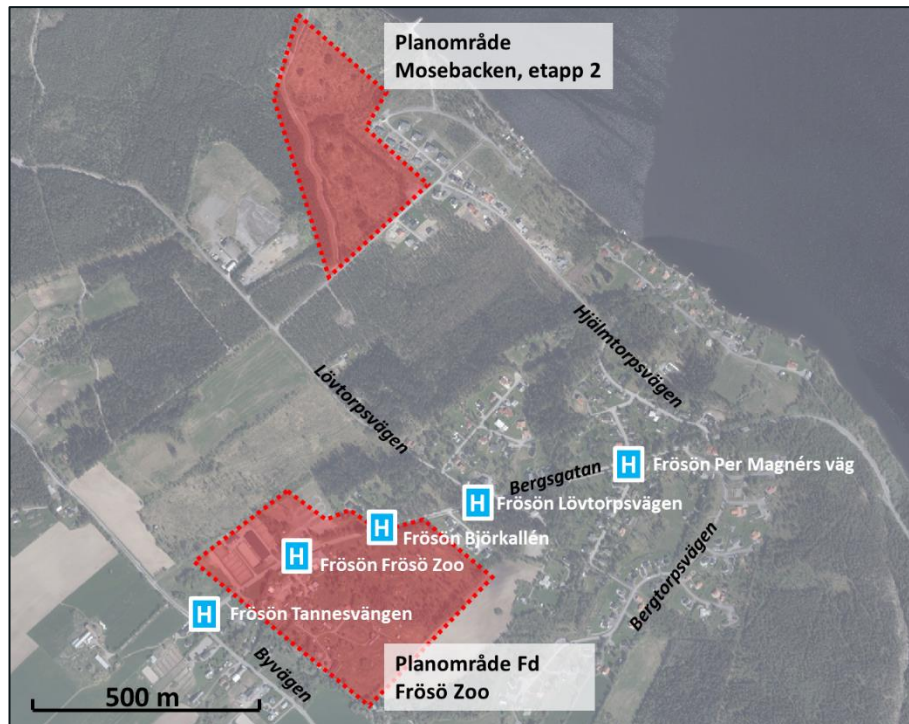 Planområde
Mosebacken, etapp 2
Hjälmtorpsvägen
Lövtorpsvägen
Bergsgatan
H Frösön Per Magnérs väg
H Frösön Lövtorpsvägen
H Frösön Björkallén
H Frösön Frösö Zoo
Bergtorpsvägen
H Frösön Tannesvängen
Byvägen
Planområde Fd
Frösö Zoo
500 m